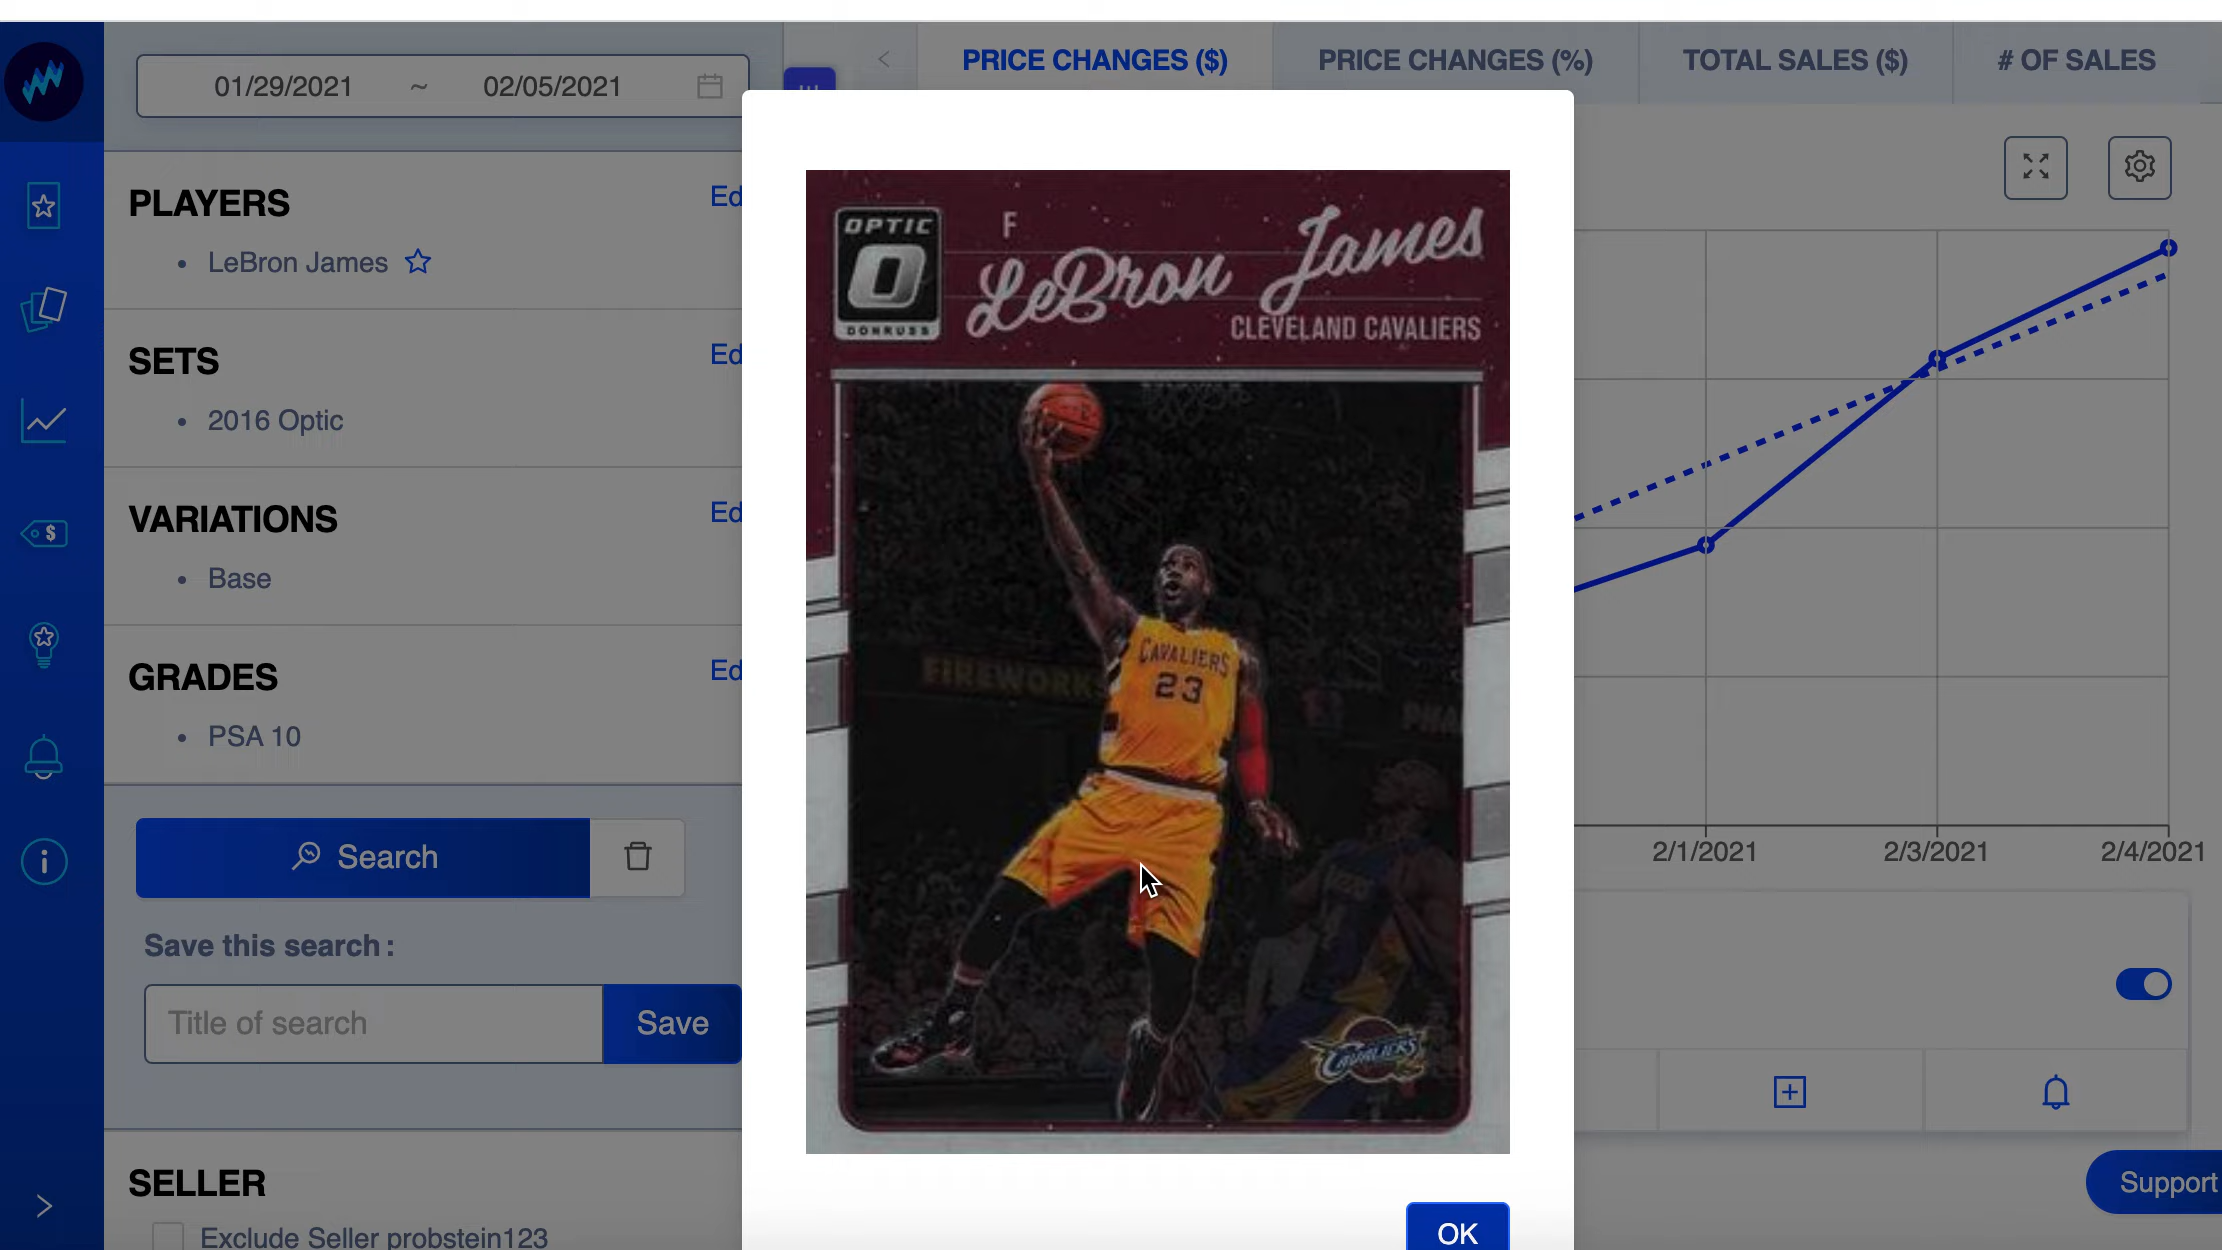 01/29/2021 ~ 02/05/2021
PRICE CHANGES ($)
PRICE CHANGES (%)
TOTAL SALES ($)
# OF SALES
PLAYERS
Ed
LeBron James
SETS
Ed
2016 Optic
VARIATIONS
Ed
Base
GRADES
Ed
PSA 10
Search
Save this search :
Title of search
Save
SELLER
Exclude Seller probstein123
OPTIC
O
DONRUSS
F
LeBron James
CLEVELAND CAVALIERS
FIREWORKS
PHA
CAVALIERS
23
CAVALIERS
OK
2/1/2021
2/3/2021
2/4/2021
Support